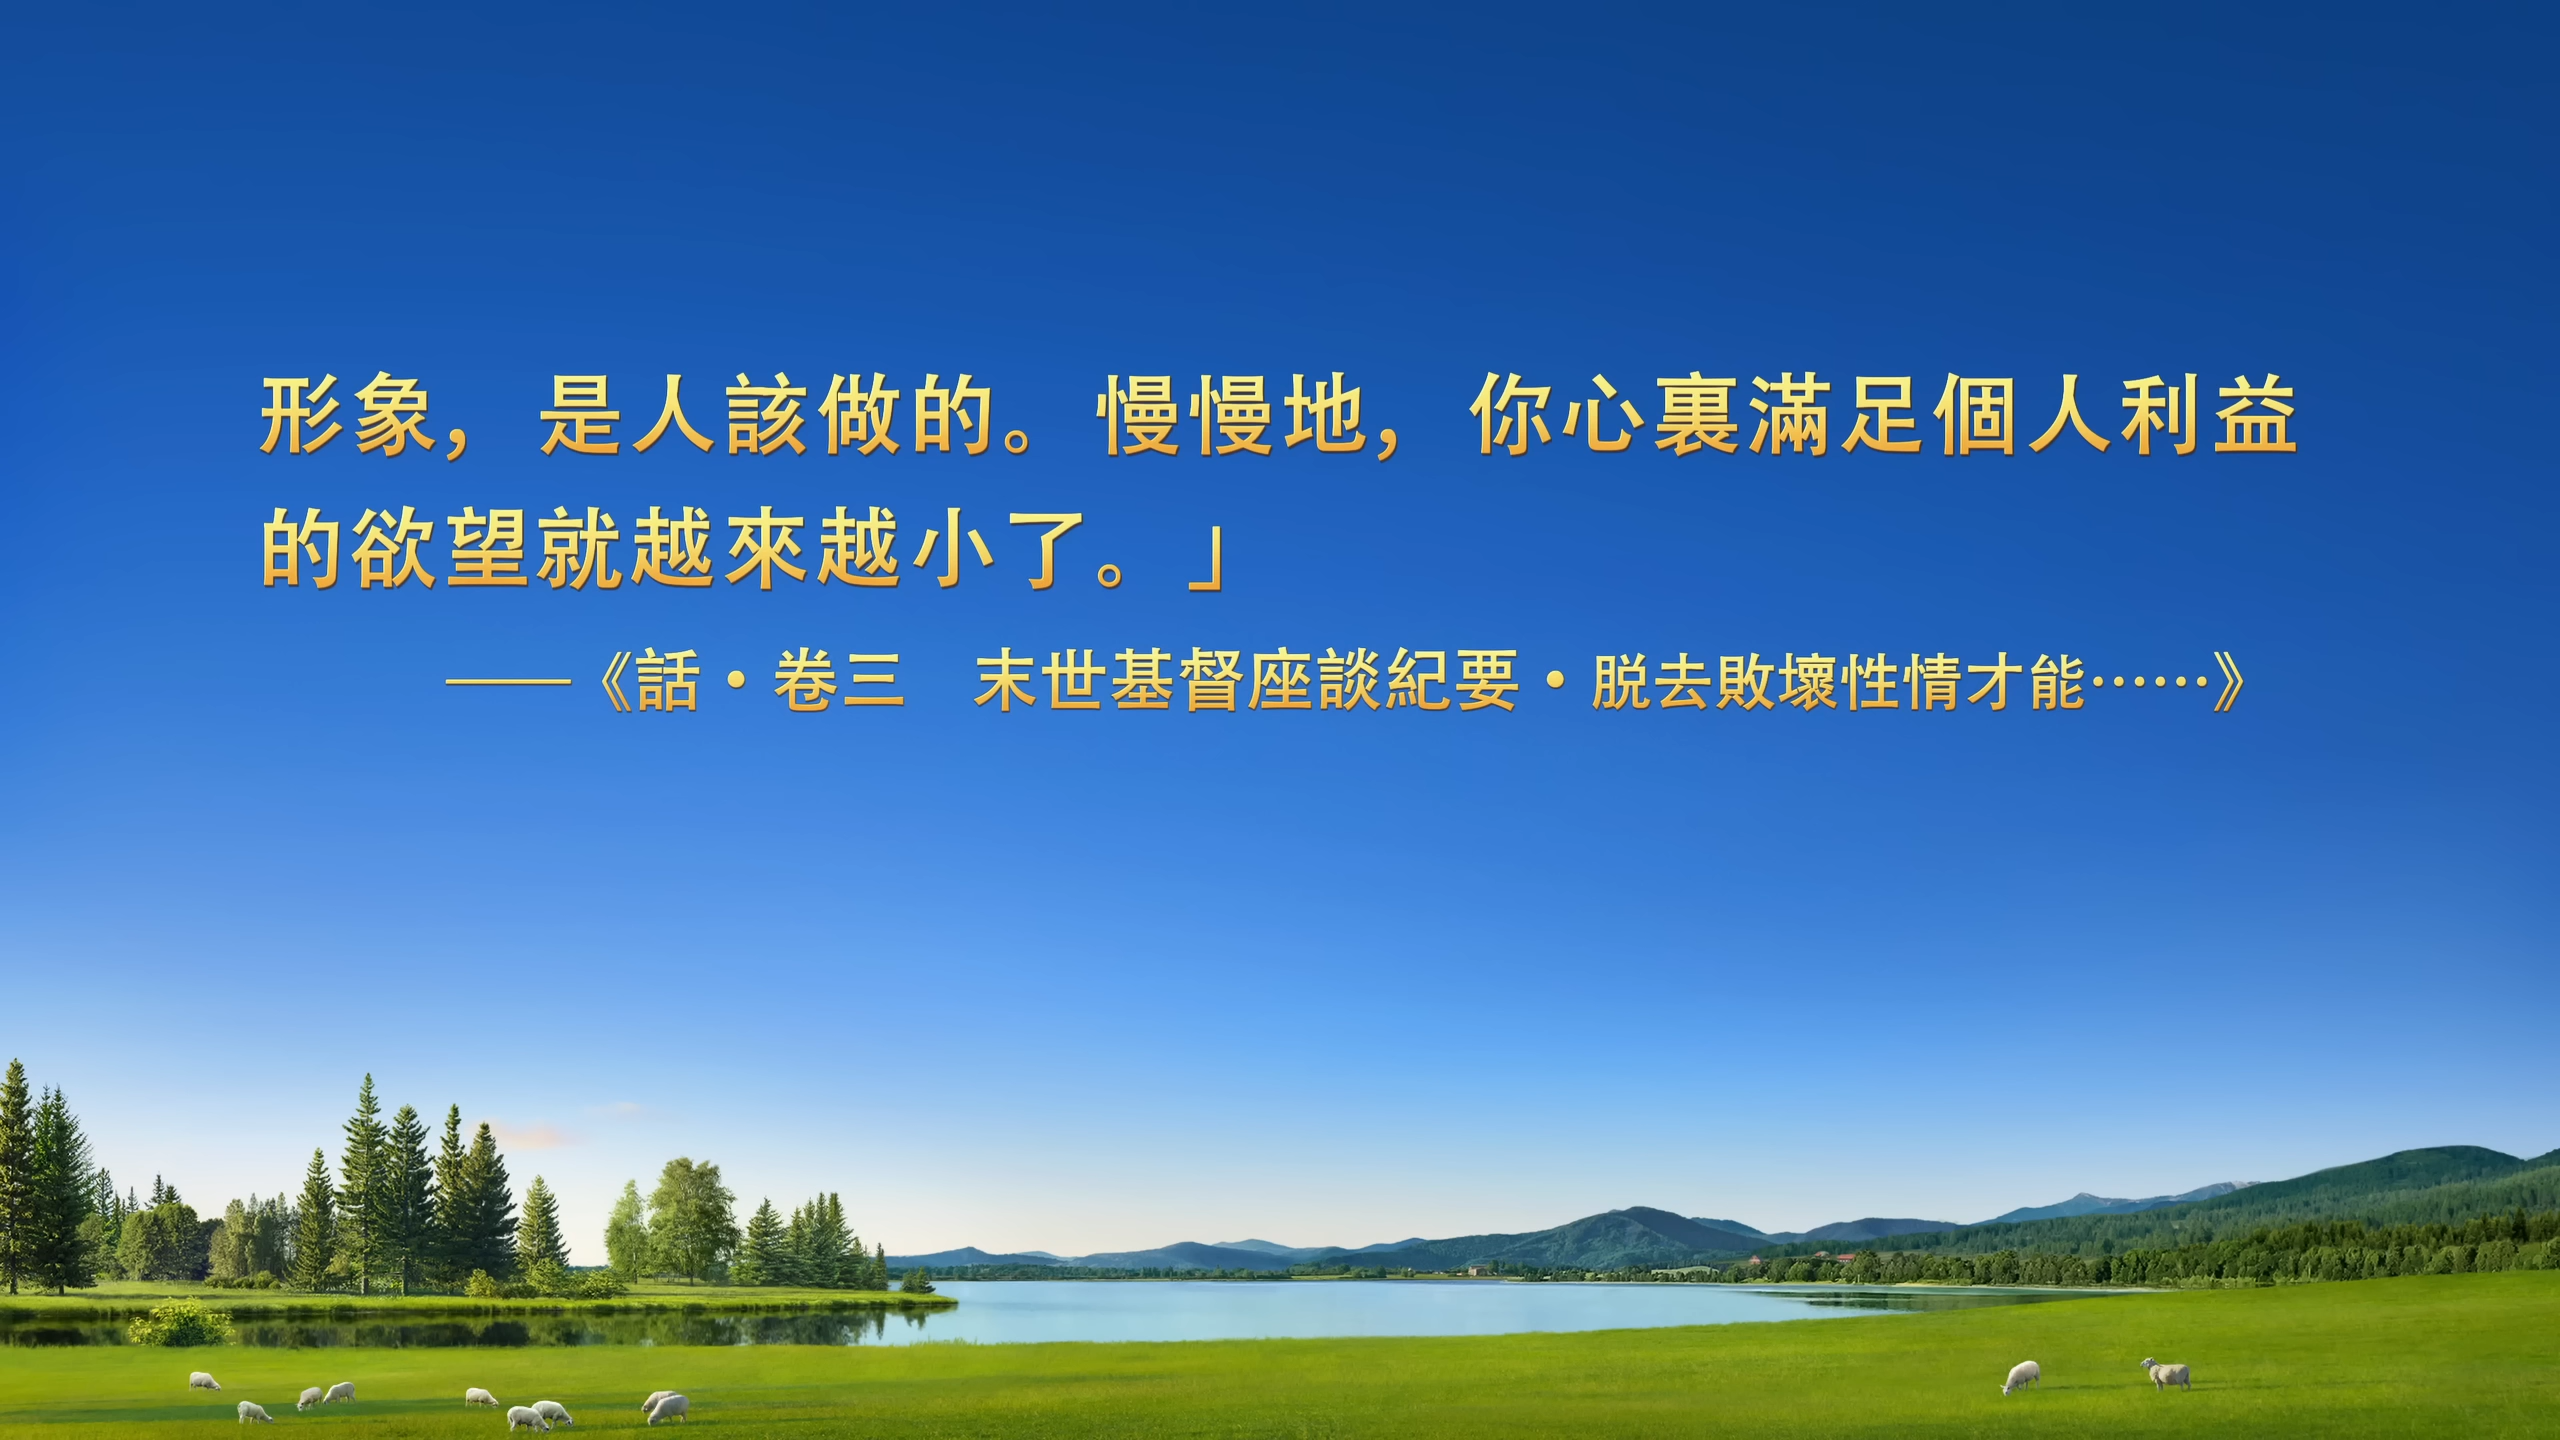 形象，是人該做的。慢慢地，你心裏滿足個人利益
的欲望就越來越小了。」
——《話・卷三　末世基督座談紀要・脱去敗壞性情才能……》